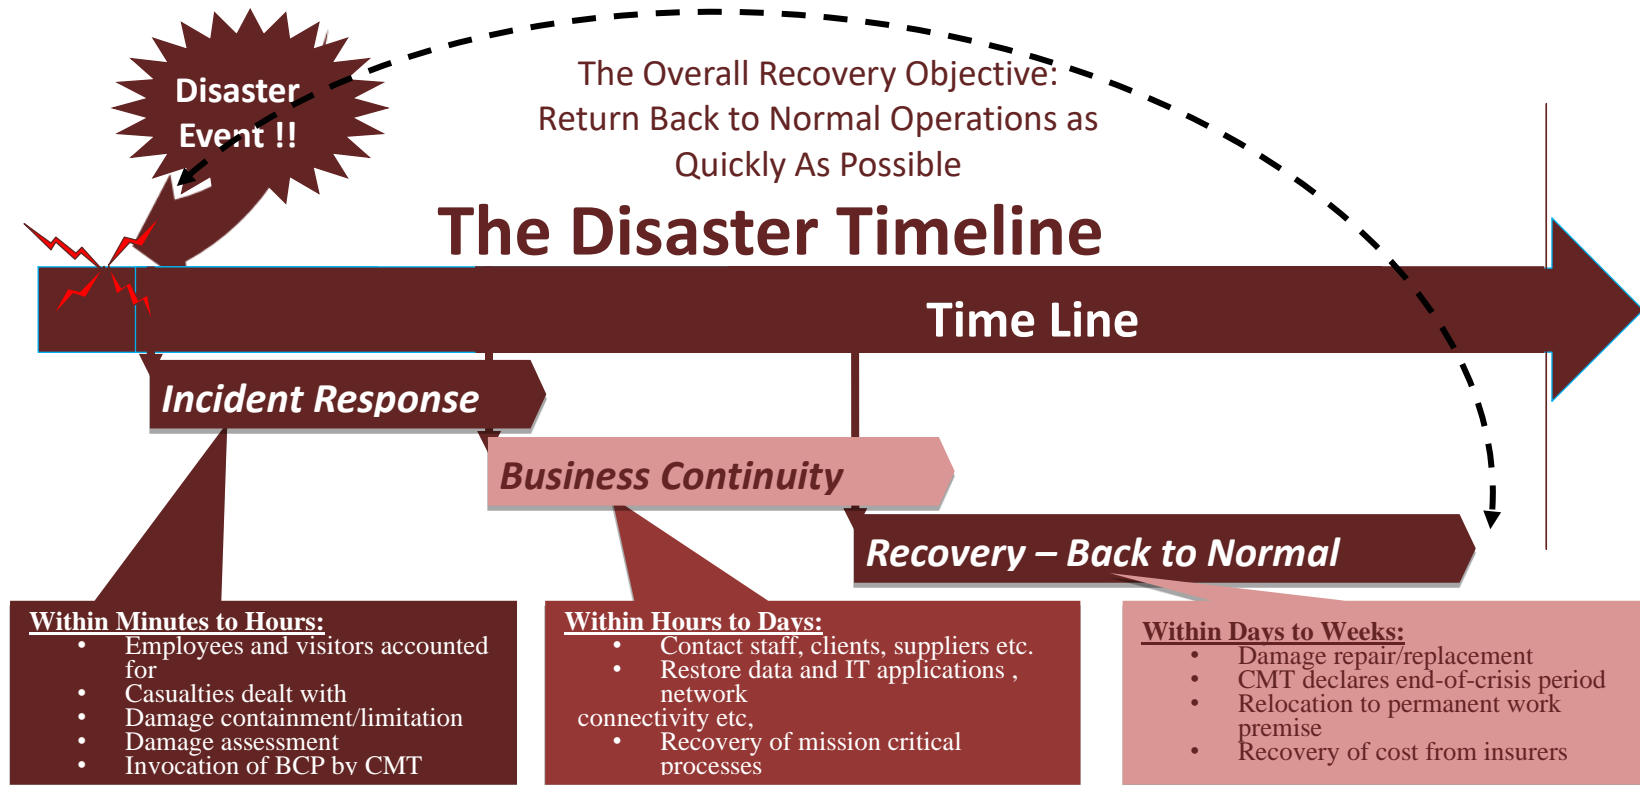 Disaster
Event !!
The Overall Recovery Objective:
Return Back to Normal Operations as
Quickly As Possible
The Disaster Timeline
Time Line
Incident Response
Business Continuity
Recovery – Back to Normal
Within Minutes to Hours:
• Employees and visitors accounted
for
• Casualties dealt with
• Damage containment/limitation
• Damage assessment
• Invocation of BCP by CMT
Within Hours to Days:
• Contact staff, clients, suppliers etc.
• Restore data and IT applications ,
network
connectivity etc,
• Recovery of mission critical
processes
Within Days to Weeks:
• Damage repair/replacement
• CMT declares end-of-crisis period
• Relocation to permanent work
premise
• Recovery of cost from insurers